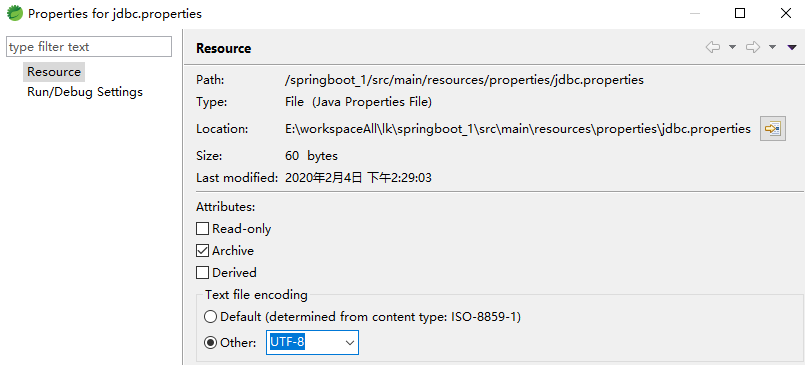 Properties for jdbc.properties
type filter text
Resource
Run/Debug Settings
Resource
Path: /springboot_1/src/main/resources/properties/jdbc.properties
Type: File (Java Properties File)
Location: E:\workspaceAll\lk\springboot_1\src\main\resources\properties\jdbc.properties
Size: 60 bytes
Last modified: 2020年2月4日 下午2:29:03
Attributes:
Read-only
Archive
Derived
Text file encoding
Default (determined from content type: ISO-8859-1)
Other: UTF-8